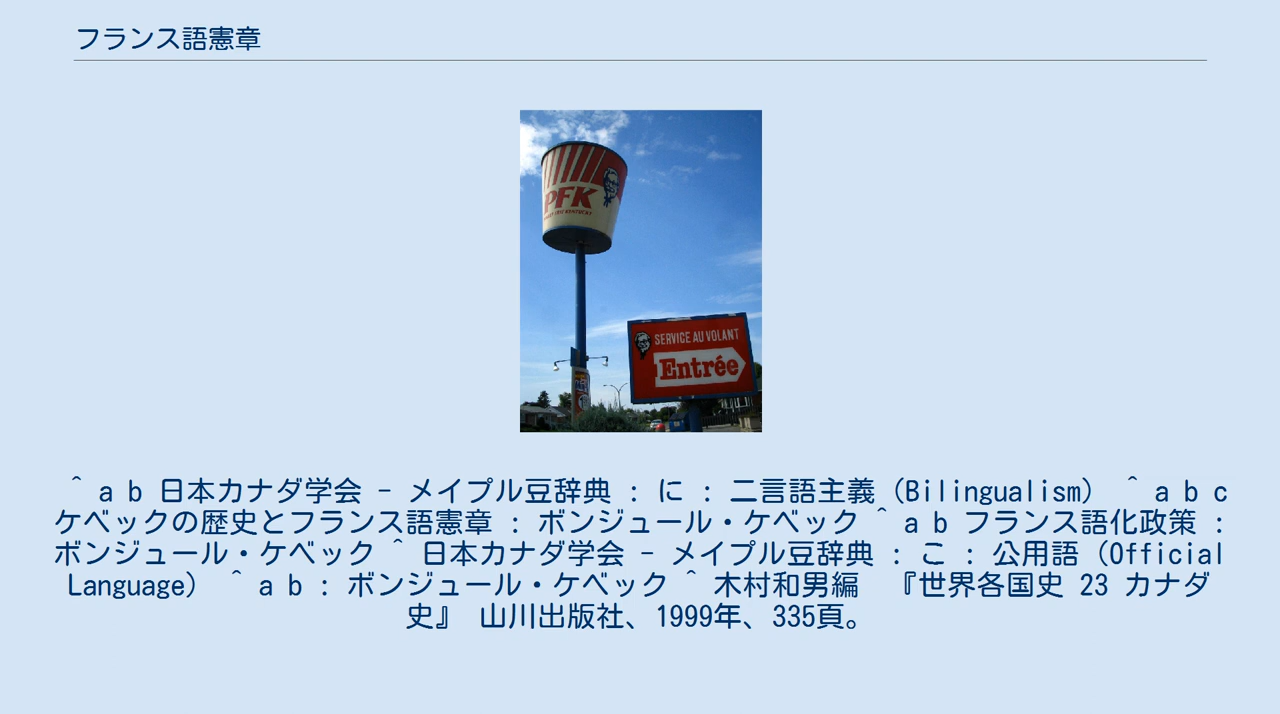 フランス語憲章
PFK
SERVICE AU VOLANT
Entrée
^ a b 日本カナダ学会 - メイプル豆辞典 : に : 二言語主義（Bilingualism） ^ a b c
ケベックの歴史とフランス語憲章 : ボンジュール・ケベック ^ a b フランス語化政策 :
ボンジュール・ケベック ^ 日本カナダ学会 - メイプル豆辞典 : こ : 公用語（Official
Language） ^ a b : ボンジュール・ケベック ^ 木村和男編　『世界各国史 23 カナダ
史』 山川出版社、1999年、335頁。